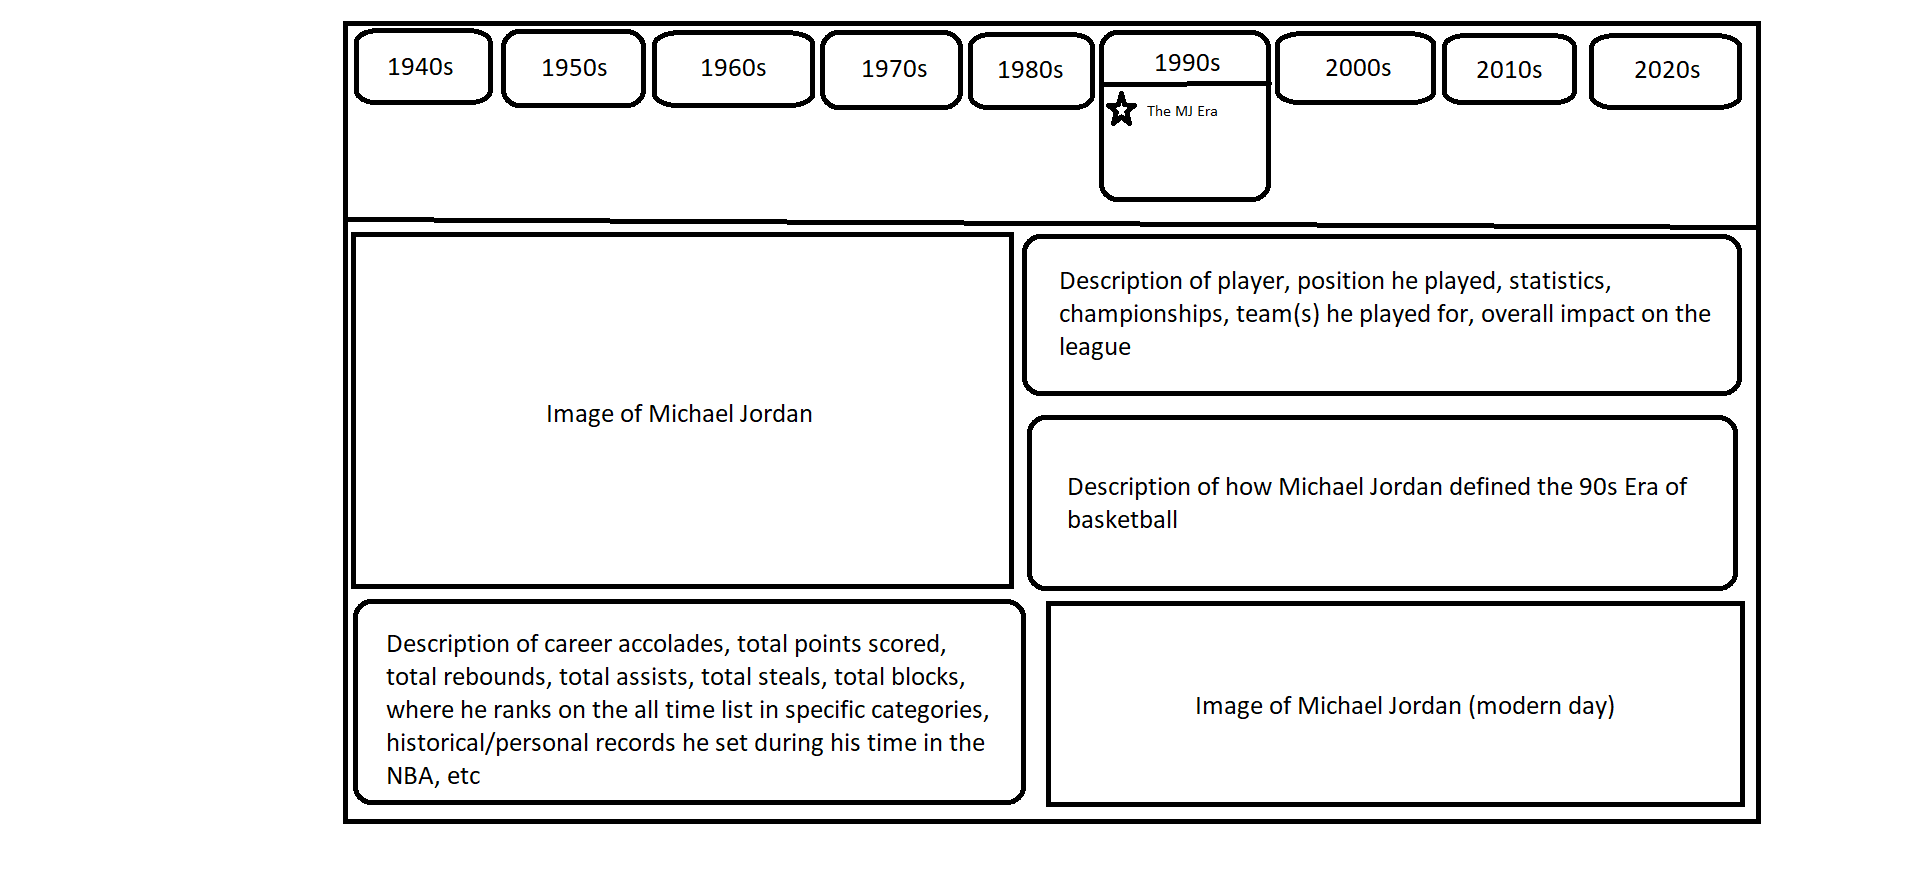 1940s
1950s
1960s
1970s
1980s
1990s
2000s
2010s
2020s
The MJ Era
Image of Michael Jordan
Description of player, position he played, statistics,
championships, team(s) he played for, overall impact on the
league
Description of how Michael Jordan defined the 90s Era of
basketball
Description of career accolades, total points scored,
total rebounds, total assists, total steals, total blocks,
where he ranks on the all time list in specific categories,
historical/personal records he set during his time in the
NBA, etc
Image of Michael Jordan (modern day)